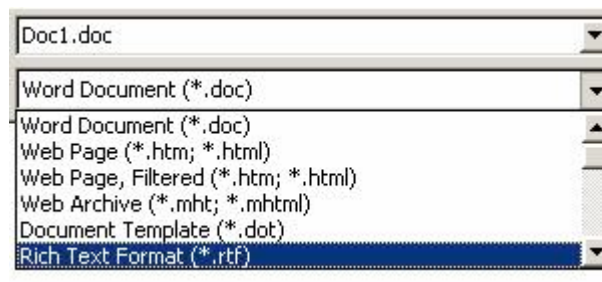 Doc1.doc
Word Document (*.doc)
Word Document (*.doc)
Web Page (*.htm; *.html)
Web Page, Filtered (*.htm; *.html)
Web Archive (*.mht; *.mhtml)
Document Template (*.dot)
Rich Text Format (*.rtf)